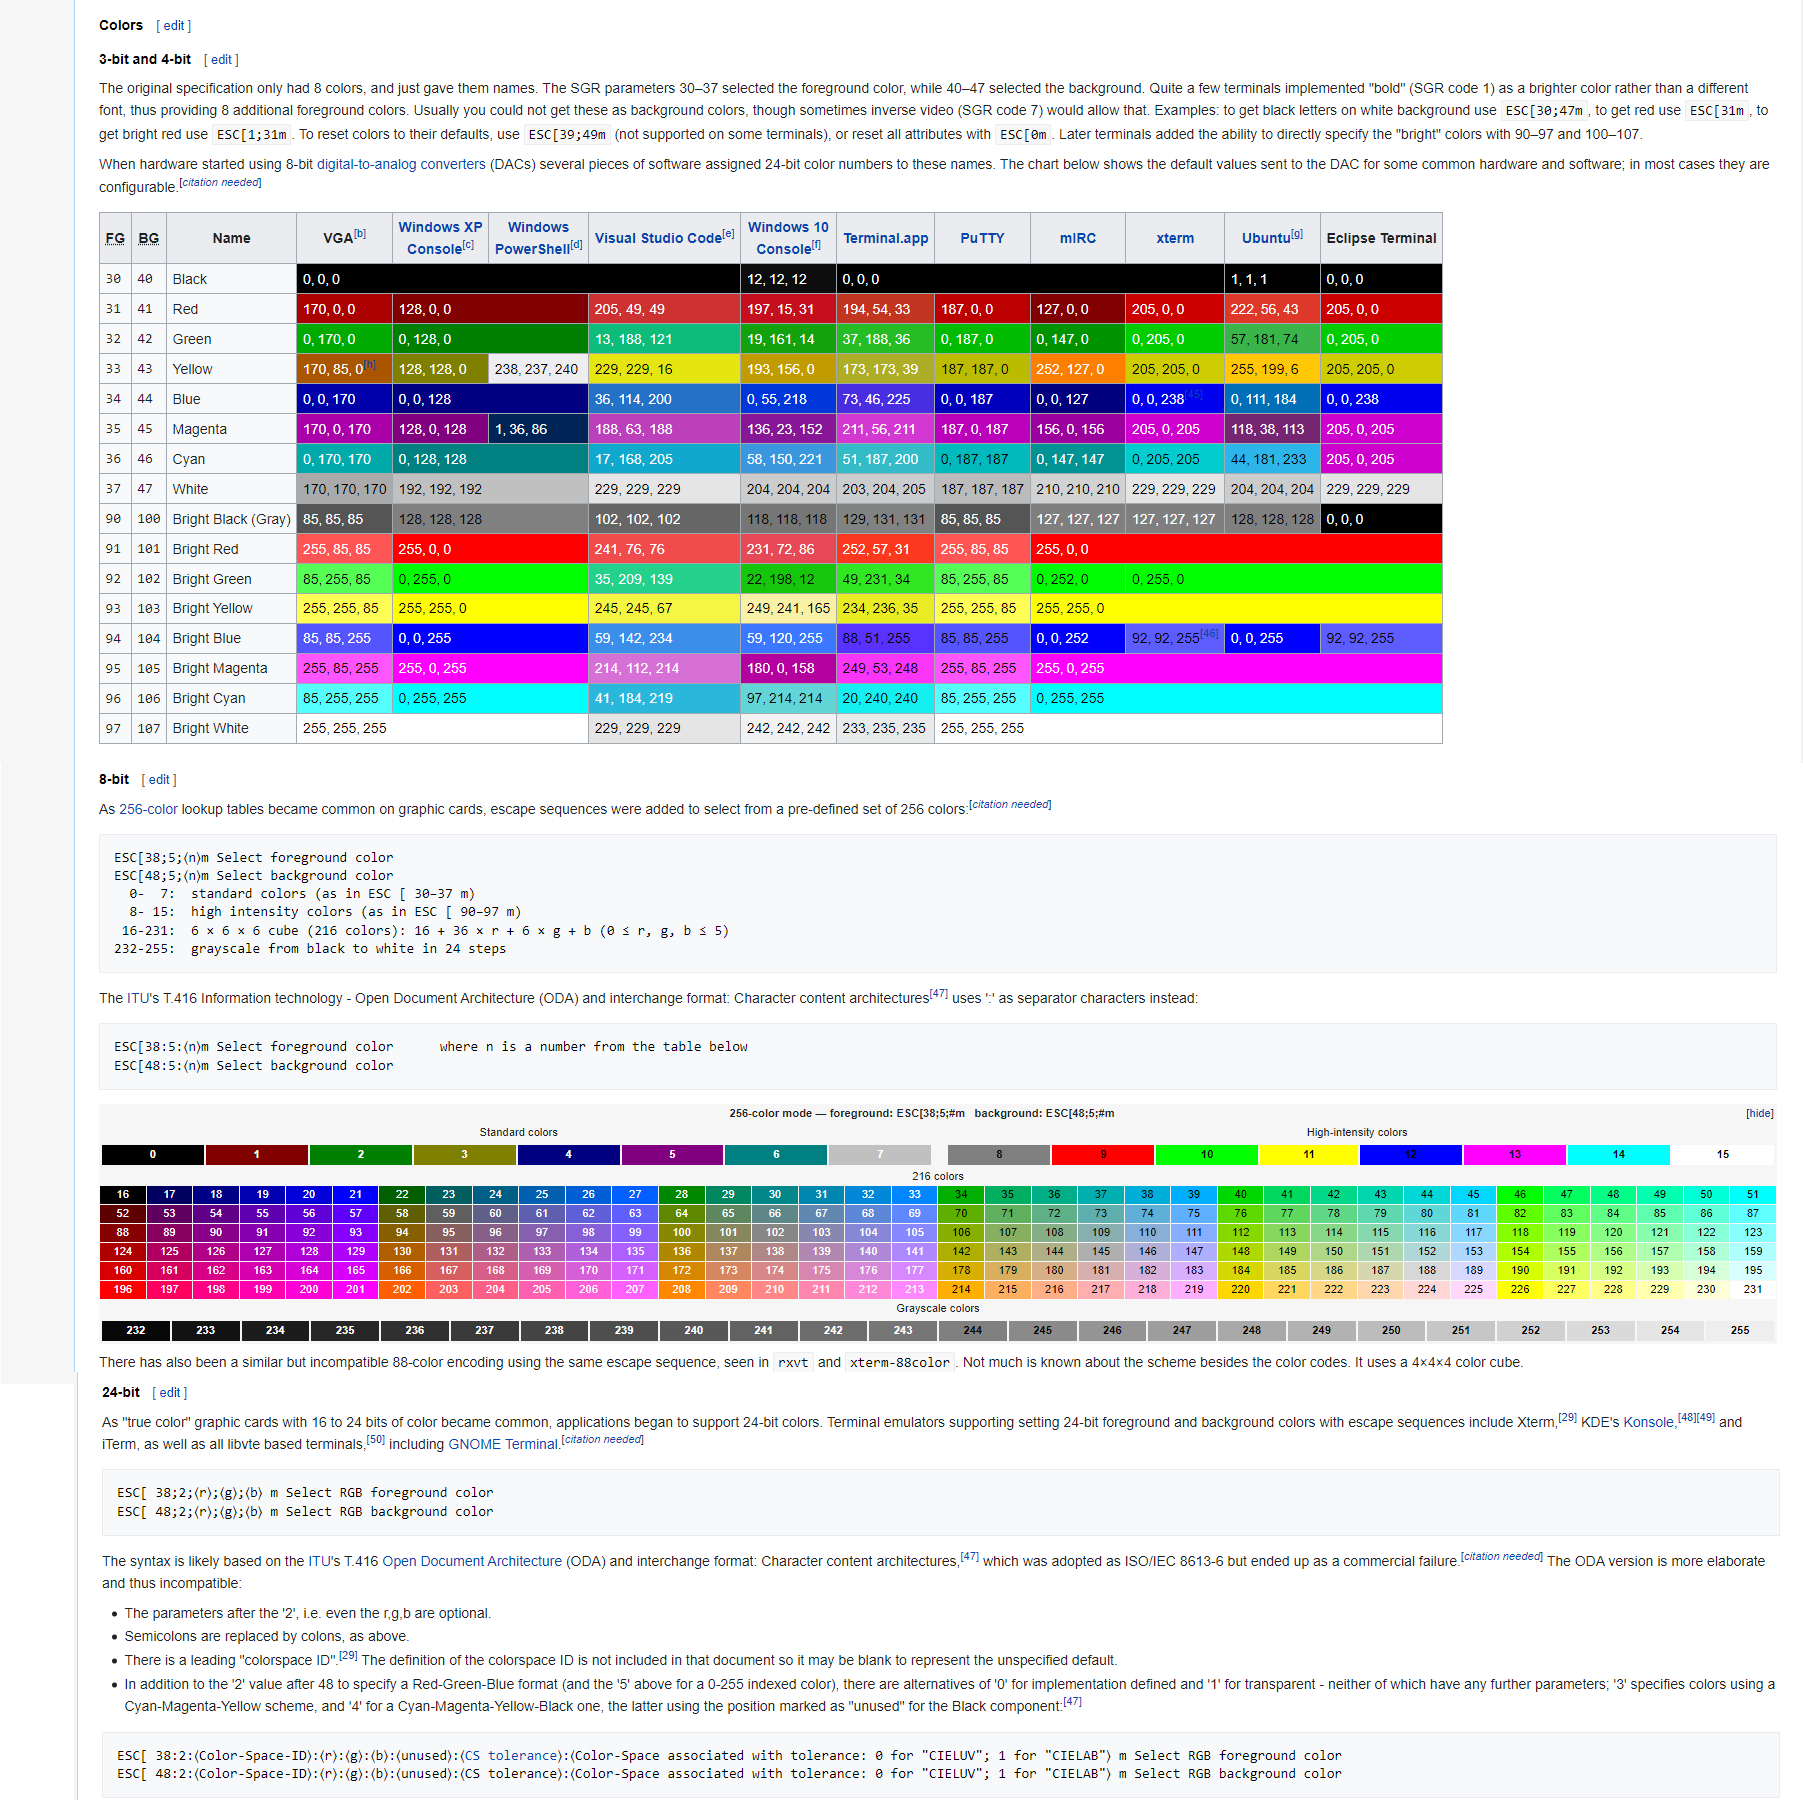 Colors [ edit ]
3-bit and 4-bit [ edit ]
The original specification only had 8 colors, and just gave them names. The SGR parameters 30–37 selected the foreground color, while 40–47 selected the background. Quite a few terminals implemented "bold" (SGR code 1) as a brighter color rather than a different
font, thus providing 8 additional foreground colors. Usually you could not get these as background colors, though sometimes inverse video (SGR code 7) would allow that. Examples: to get black letters on white background use ESC[30;47m, to get red use ESC[31m, to
get bright red use ESC[1;31m. To reset colors to their defaults, use ESC[39;49m (not supported on some terminals), or reset all attributes with ESC[0m. Later terminals added the ability to directly specify the "bright" colors with 90–97 and 100–107.
When hardware started using 8-bit digital-to-analog converters (DACs) several pieces of software assigned 24-bit color numbers to these names. The chart below shows the default values sent to the DAC for some common hardware and software; in most cases they are
configurable.[citation needed]
FG BG Name VGA[b] Windows XP Console[c] Windows PowerShell[d] Visual Studio Code[e] Windows 10 Console[f] Terminal.app PuTTY mIRC xterm Ubuntu[g] Eclipse Terminal
30 40 Black 0, 0, 0 12, 12, 12 0, 0, 0 1, 1, 1 0, 0, 0
31 41 Red 170, 0, 0 128, 0, 0 205, 49, 49 197, 15, 31 194, 54, 33 187, 0, 0 127, 0, 0 205, 0, 0 222, 56, 43 205, 0, 0
32 42 Green 0, 170, 0 0, 128, 0 13, 188, 121 19, 161, 14 37, 188, 36 0, 187, 0 0, 147, 0 0, 205, 0 57, 181, 74 0, 205, 0
33 43 Yellow 170, 85, 0[h] 128, 128, 0 238, 237, 240 229, 229, 16 193, 156, 0 173, 173, 39 187, 187, 0 252, 127, 0 205, 205, 0 255, 199, 6 205, 205, 0
34 44 Blue 0, 0, 170 0, 0, 128 36, 114, 200 0, 55, 218 73, 46, 225 0, 0, 187 0, 0, 127 0, 0, 238[45] 0, 111, 184 0, 0, 238
35 45 Magenta 170, 0, 170 128, 0, 128 1, 36, 86 188, 63, 188 136, 23, 152 211, 56, 211 187, 0, 187 156, 0, 156 205, 0, 205 118, 38, 113 205, 0, 205
36 46 Cyan 0, 170, 170 0, 128, 128 17, 168, 205 58, 150, 221 51, 187, 200 0, 187, 187 0, 147, 147 0, 205, 205 44, 181, 233 205, 0, 205
37 47 White 170, 170, 170 192, 192, 192 229, 229, 229 204, 204, 204 203, 204, 205 187, 187, 187 210, 210, 210 229, 229, 229 204, 204, 204 229, 229, 229
90 100 Bright Black (Gray) 85, 85, 85 128, 128, 128 102, 102, 102 118, 118, 118 129, 131, 131 85, 85, 85 127, 127, 127 127, 127, 127 128, 128, 128 0, 0, 0
91 101 Bright Red 255, 85, 85 255, 0, 0 241, 76, 76 231, 72, 86 252, 57, 31 255, 85, 85 255, 0, 0
92 102 Bright Green 85, 255, 85 0, 255, 0 35, 209, 139 22, 198, 12 49, 231, 34 85, 255, 85 0, 252, 0 0, 255, 0
93 103 Bright Yellow 255, 255, 85 255, 255, 0 245, 245, 67 249, 241, 165 234, 236, 35 255, 255, 85 255, 255, 0
94 104 Bright Blue 85, 85, 255 0, 0, 255 59, 142, 234 59, 120, 255 88, 51, 255 85, 85, 255 0, 0, 252 92, 92, 255[46] 0, 0, 255 92, 92, 255
95 105 Bright Magenta 255, 85, 255 255, 0, 255 214, 112, 214 180, 0, 158 249, 53, 248 255, 85, 255 255, 0, 255
96 106 Bright Cyan 85, 255, 255 0, 255, 255 41, 184, 219 97, 214, 214 20, 240, 240 85, 255, 255 0, 255, 255
97 107 Bright White 255, 255, 255 229, 229, 229 242, 242, 242 233, 235, 235 255, 255, 255
8-bit [ edit ]
As 256-color lookup tables became common on graphic cards, escape sequences were added to select from a pre-defined set of 256 colors:[citation needed]
ESC[38;5;⟨n⟩m Select foreground color
ESC[48;5;⟨n⟩m Select background color
0- 7: standard colors (as in ESC [ 30–37 m)
8- 15: high intensity colors (as in ESC [ 90–97 m)
16-231: 6 × 6 × 6 cube (216 colors): 16 + 36 × r + 6 × g + b (0 ≤ r, g, b ≤ 5)
232-255: grayscale from black to white in 24 steps
The ITU's T.416 Information technology - Open Document Architecture (ODA) and interchange format: Character content architectures[47] uses ':' as separator characters instead:
ESC[38:5:⟨n⟩m Select foreground color where n is a number from the table below
ESC[48:5:⟨n⟩m Select background color
256-color mode — foreground: ESC[38;5;#m background: ESC[48;5;#m [hide]
Standard colors High-intensity colors
0 1 2 3 4 5 6 7 8 9 10 11 12 13 14 15
216 colors
16 17 18 19 20 21 22 23 24 25 26 27 28 29 30 31 32 33 34 35 36 37 38 39 40 41 42 43 44 45 46 47 48 49 50 51
52 53 54 55 56 57 58 59 60 61 62 63 64 65 66 67 68 69 70 71 72 73 74 75 76 77 78 79 80 81 82 83 84 85 86 87
88 89 90 91 92 93 94 95 96 97 98 99 100 101 102 103 104 105 106 107 108 109 110 111 112 113 114 115 116 117 118 119 120 121 122 123
124 125 126 127 128 129 130 131 132 133 134 135 136 137 138 139 140 141 142 143 144 145 146 147 148 149 150 151 152 153 154 155 156 157 158 159
160 161 162 163 164 165 166 167 168 169 170 171 172 173 174 175 176 177 178 179 180 181 182 183 184 185 186 187 188 189 190 191 192 193 194 195
196 197 198 199 200 201 202 203 204 205 206 207 208 209 210 211 212 213 214 215 216 217 218 219 220 221 222 223 224 225 226 227 228 229 230 231
Grayscale colors
232 233 234 235 236 237 238 239 240 241 242 243 244 245 246 247 248 249 250 251 252 253 254 255
There has also been a similar but incompatible 88-color encoding using the same escape sequence, seen in rxvt and xterm-88color. Not much is known about the scheme besides the color codes. It uses a 4×4×4 color cube.
24-bit [ edit ]
As "true color" graphic cards with 16 to 24 bits of color became common, applications began to support 24-bit colors. Terminal emulators supporting setting 24-bit foreground and background colors with escape sequences include Xterm,[29] KDE's Konsole,[48][49] and
iTerm, as well as all libvte based terminals,[50] including GNOME Terminal.[citation needed]
ESC[ 38;2;⟨r⟩;⟨g⟩;⟨b⟩ m Select RGB foreground color
ESC[ 48;2;⟨r⟩;⟨g⟩;⟨b⟩ m Select RGB background color
The syntax is likely based on the ITU's T.416 Open Document Architecture (ODA) and interchange format: Character content architectures,[47] which was adopted as ISO/IEC 8613-6 but ended up as a commercial failure.[citation needed] The ODA version is more elaborate
and thus incompatible:
• The parameters after the '2', i.e. even the r,g,b are optional.
• Semicolons are replaced by colons, as above.
• There is a leading "colorspace ID".[29] The definition of the colorspace ID is not included in that document so it may be blank to represent the unspecified default.
• In addition to the '2' value after 48 to specify a Red-Green-Blue format (and the '5' above for a 0-255 indexed color), there are alternatives of '0' for implementation defined and '1' for transparent - neither of which have any further parameters; '3' specifies colors using a
Cyan-Magenta-Yellow scheme, and '4' for a Cyan-Magenta-Yellow-Black one, the latter using the position marked as "unused" for the Black component:[47]
ESC[ 38:2:⟨Color-Space-ID⟩:⟨r⟩:⟨g⟩:⟨b⟩:⟨unused⟩:⟨CS tolerance⟩:⟨Color-Space associated with tolerance: 0 for "CIELUV"; 1 for "CIELAB"⟩ m Select RGB foreground color
ESC[ 48:2:⟨Color-Space-ID⟩:⟨r⟩:⟨g⟩:⟨b⟩:⟨unused⟩:⟨CS tolerance⟩:⟨Color-Space associated with tolerance: 0 for "CIELUV"; 1 for "CIELAB"⟩ m Select RGB background color